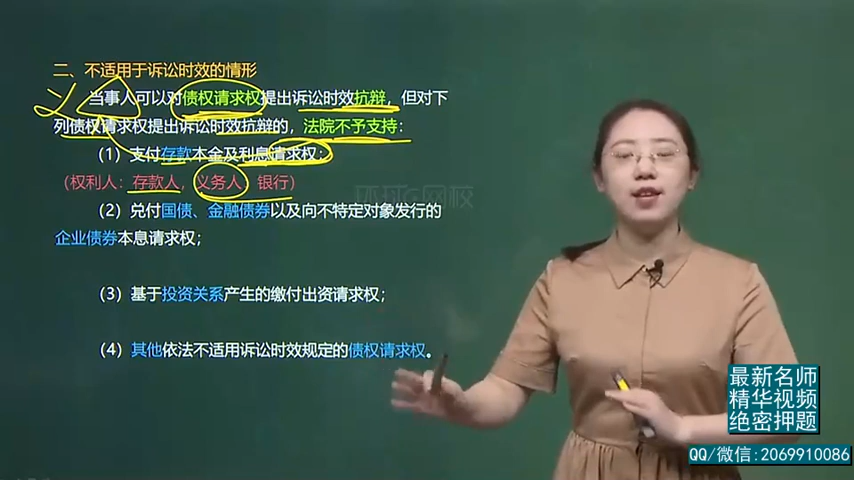 二、不适用于诉讼时效的情形
当事人可以对债权请求权提出诉讼时效抗辩，但对下
列债权请求权提出诉讼时效抗辩的，法院不予支持：
（1）支付存款本金及利息请求权；
（权利人：存款人，义务人：银行）
（2）兑付国债、金融债券以及向不特定对象发行的
企业债券本息请求权；
（3）基于投资关系产生的缴付出资请求权；
（4）其他依法不适用诉讼时效规定的债权请求权。
最新名师
精华视频
绝密押题
QQ/微信:2069910086